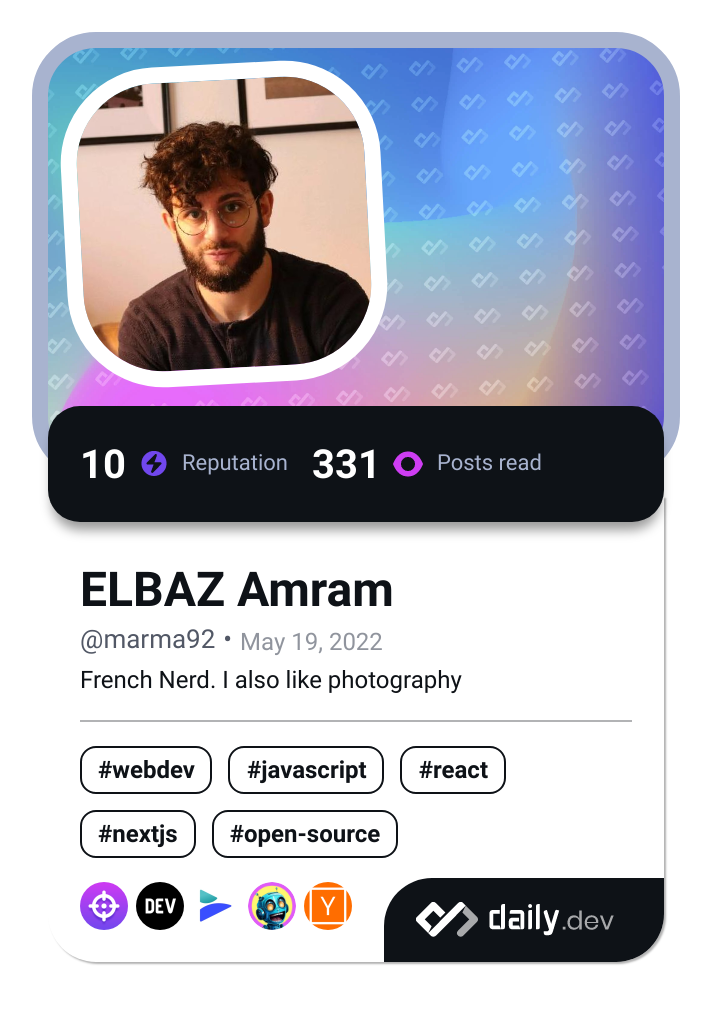 10 Reputation 331 Posts read
ELBAZ Amram
@marma92 • May 19, 2022
French Nerd. I also like photography
#webdev #javascript #react
#nextjs #open-source
DEV Y
daily.dev